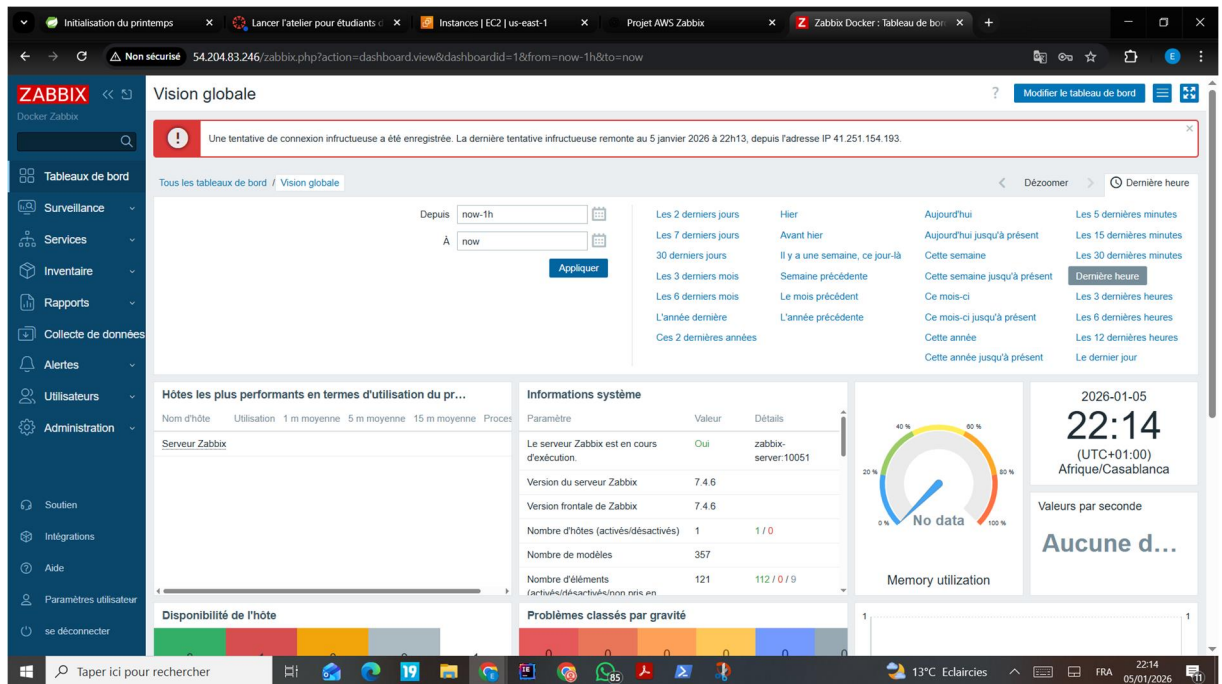 Initialisation du printemps
Lancer l'atelier pour étudiants d
Instances | EC2 | us-east-1
Projet AWS Zabbix
Zabbix Docker : Tableau de bord
Non sécurisé 54.204.83.246/zabbix.php?action=dashboard.view&dashboardid=1&from=now-1h&to=now
E
ZABBIX
Docker Zabbix
Vision globale
? Modifier le tableau de bord
Une tentative de connexion infructueuse a été enregistrée. La dernière tentative infructueuse remonte au 5 janvier 2026 à 22h13, depuis l'adresse IP 41.251.154.193.
Tableaux de bord
Surveillance
Services
Inventaire
Rapports
Collecte de données
Alertes
Utilisateurs
Administration
Soutien
Intégrations
Aide
Paramètres utilisateur
se déconnecter
Tous les tableaux de bord / Vision globale
Dézoomer
Dernière heure
Depuis now-1h
À now
Appliquer
Les 2 derniers jours Hier Aujourd'hui Les 5 dernières minutes
Les 7 derniers jours Avant hier Aujourd'hui jusqu'à présent Les 15 dernières minutes
30 derniers jours Il y a une semaine, ce jour-là Cette semaine Les 30 dernières minutes
Les 3 derniers mois Semaine précédente Cette semaine jusqu'à présent Dernière heure
Les 6 derniers mois Le mois précédent Ce mois-ci Les 3 dernières heures
L'année dernière L'année précédente Ce mois-ci jusqu'à présent Les 6 dernières heures
Ces 2 dernières années Cette année Les 12 dernières heures
Cette année jusqu'à présent Le dernier jour
Hôtes les plus performants en termes d'utilisation du pr...
Nom d'hôte Utilisation 1 m moyenne 5 m moyenne 15 m moyenne Proces
Serveur Zabbix
Informations système
Paramètre Valeur Détails
Le serveur Zabbix est en cours d'exécution. Oui zabbix-server:10051
Version du serveur Zabbix 7.4.6
Version frontale de Zabbix 7.4.6
Nombre d'hôtes (activés/désactivés) 1 1 / 0
Nombre de modèles 357
Nombre d'éléments 121 112 / 0 / 9
(activés/désactivés/non pris en
0 % 20 % 40 % 60 % 80 % 100 %
No data
Memory utilization
2026-01-05
22:14
(UTC+01:00)
Afrique/Casablanca
Valeurs par seconde
Aucune d...
Disponibilité de l'hôte
Problèmes classés par gravité
1 1
Taper ici pour rechercher
19
85
13°C Eclaircies
FRA
22:14
05/01/2026
11